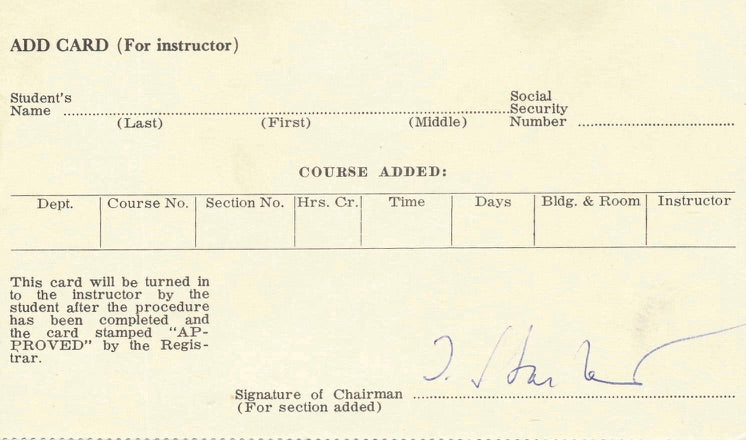 ADD CARD (For instructor)
Student's
Name
(Last) (First) (Middle)
Social
Security
Number
COURSE ADDED:
Dept. Course No. Section No. Hrs. Cr. Time Days Bldg. & Room Instructor
This card will be turned in
to the instructor by the
student after the procedure
has been completed and
the card stamped "AP-
PROVED" by the Regis-
trar.
Signature of Chairman
(For section added)